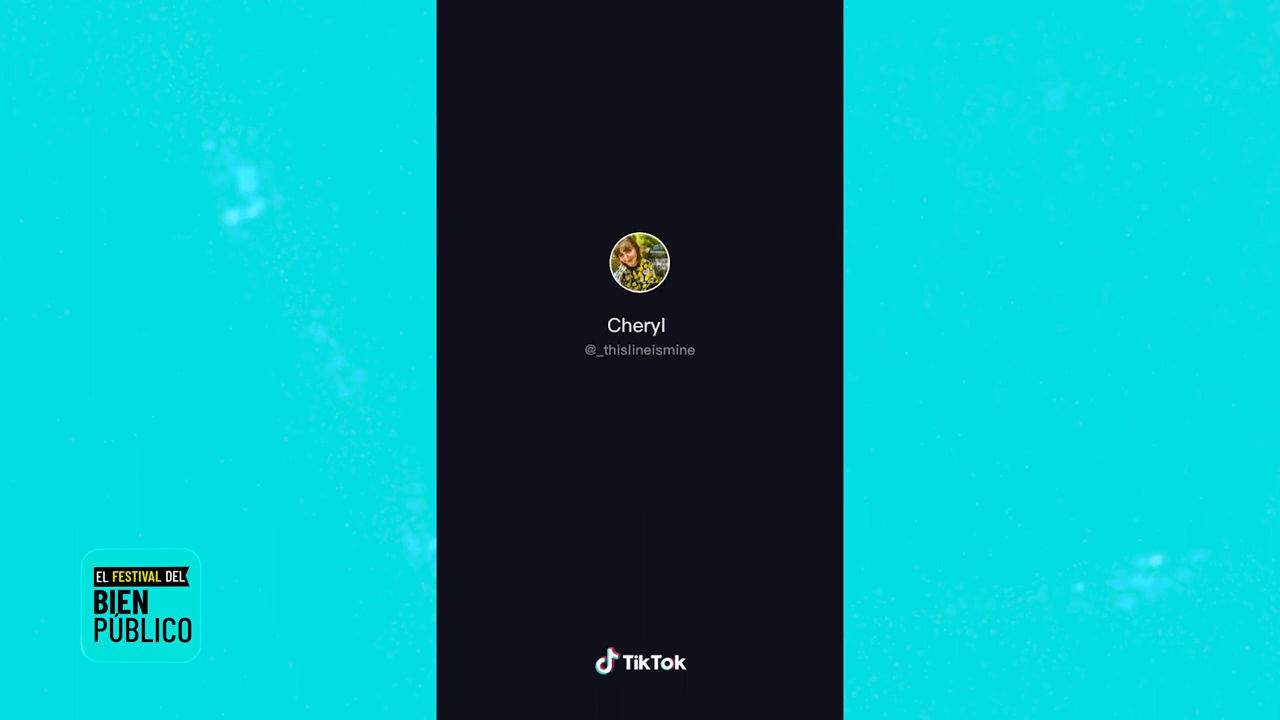 Cheryl
@_thislineismine
EL FESTIVAL DEL
BIEN
PÚBLICO
TikTok